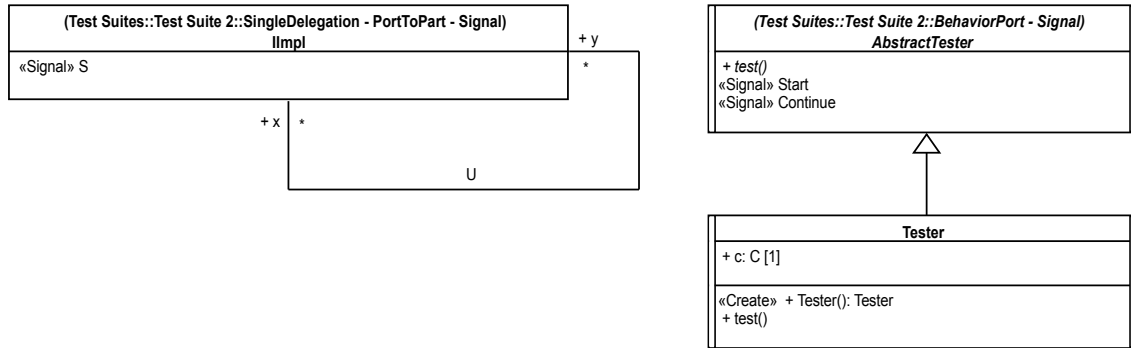 (Test Suites::Test Suite 2::SingleDelegation - PortToPart - Signal)
IImpl
«Signal» S
+ y
*
+ x
*
U
(Test Suites::Test Suite 2::BehaviorPort - Signal)
AbstractTester
+ test()
«Signal» Start
«Signal» Continue
Tester
+ c: C [1]
«Create» + Tester(): Tester
+ test()